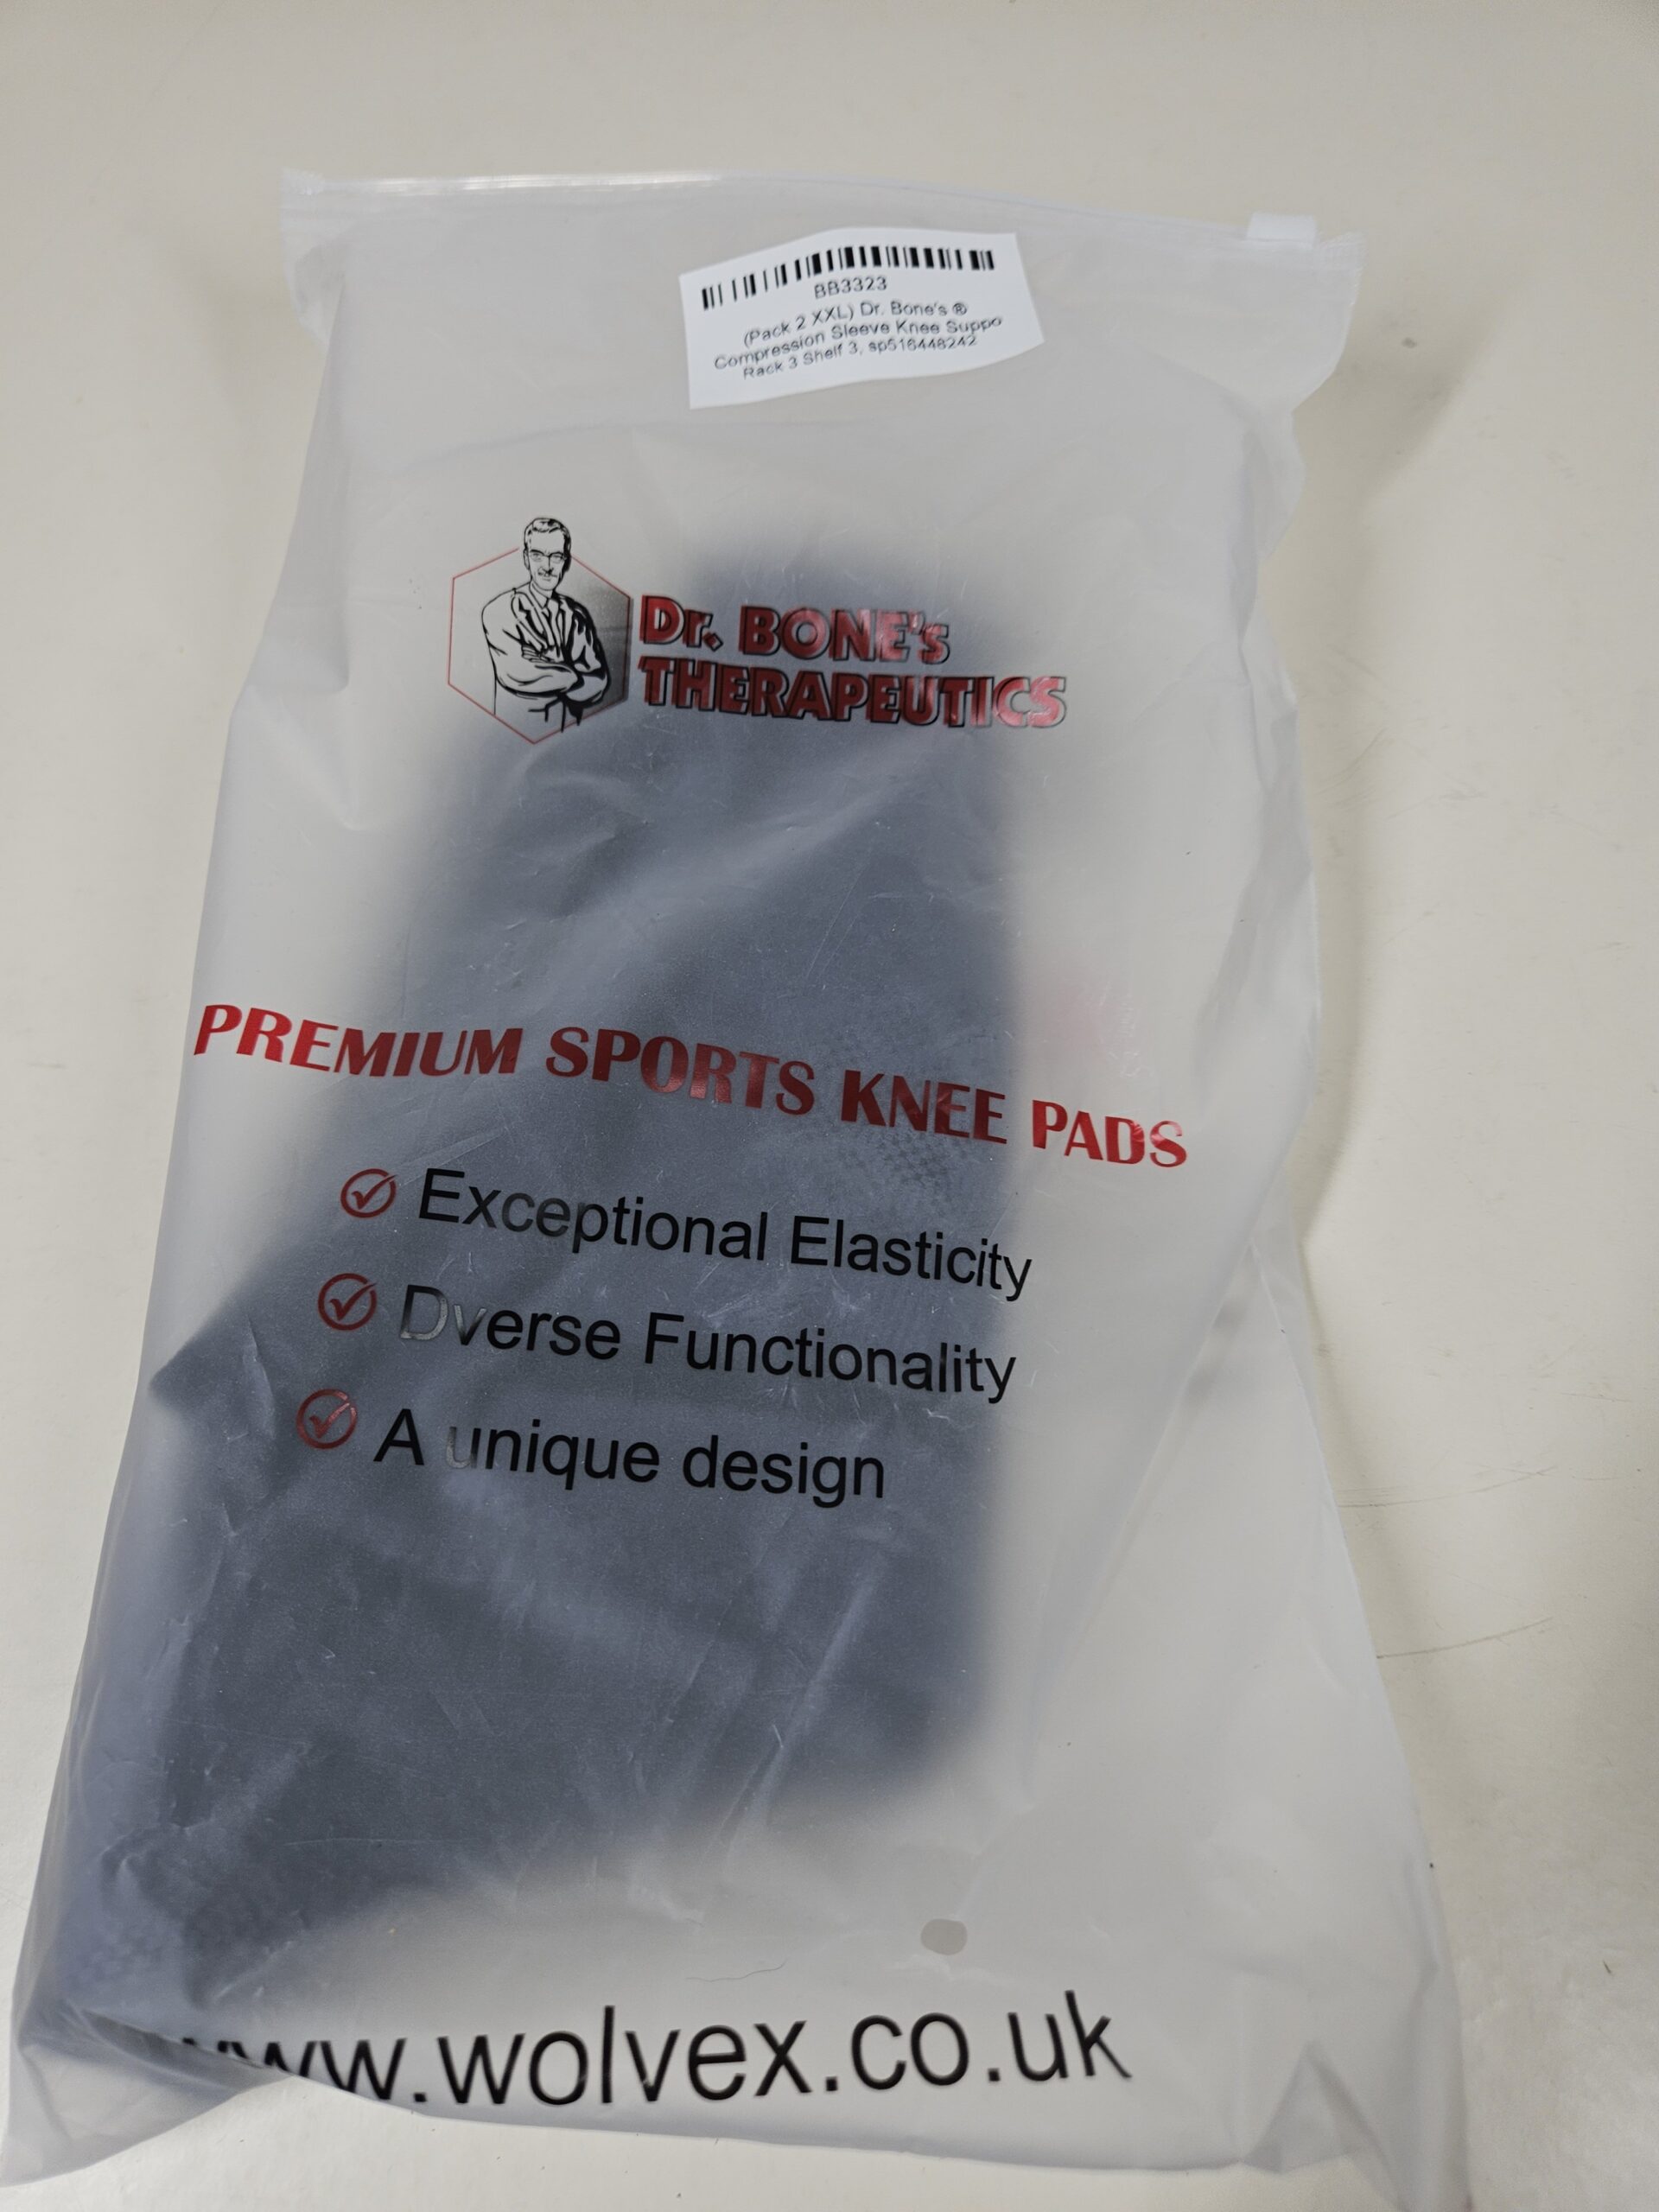 BB3323
(Pack 2 XXL) Dr. Bone's ®
Compression Sleeve Knee Suppo
Rack 3 Shelf 3, sp516448242
Dr. BONE's
THERAPEUTICS
PREMIUM SPORTS KNEE PADS
Exceptional Elasticity
Dverse Functionality
A unique design
www.wolvex.co.uk